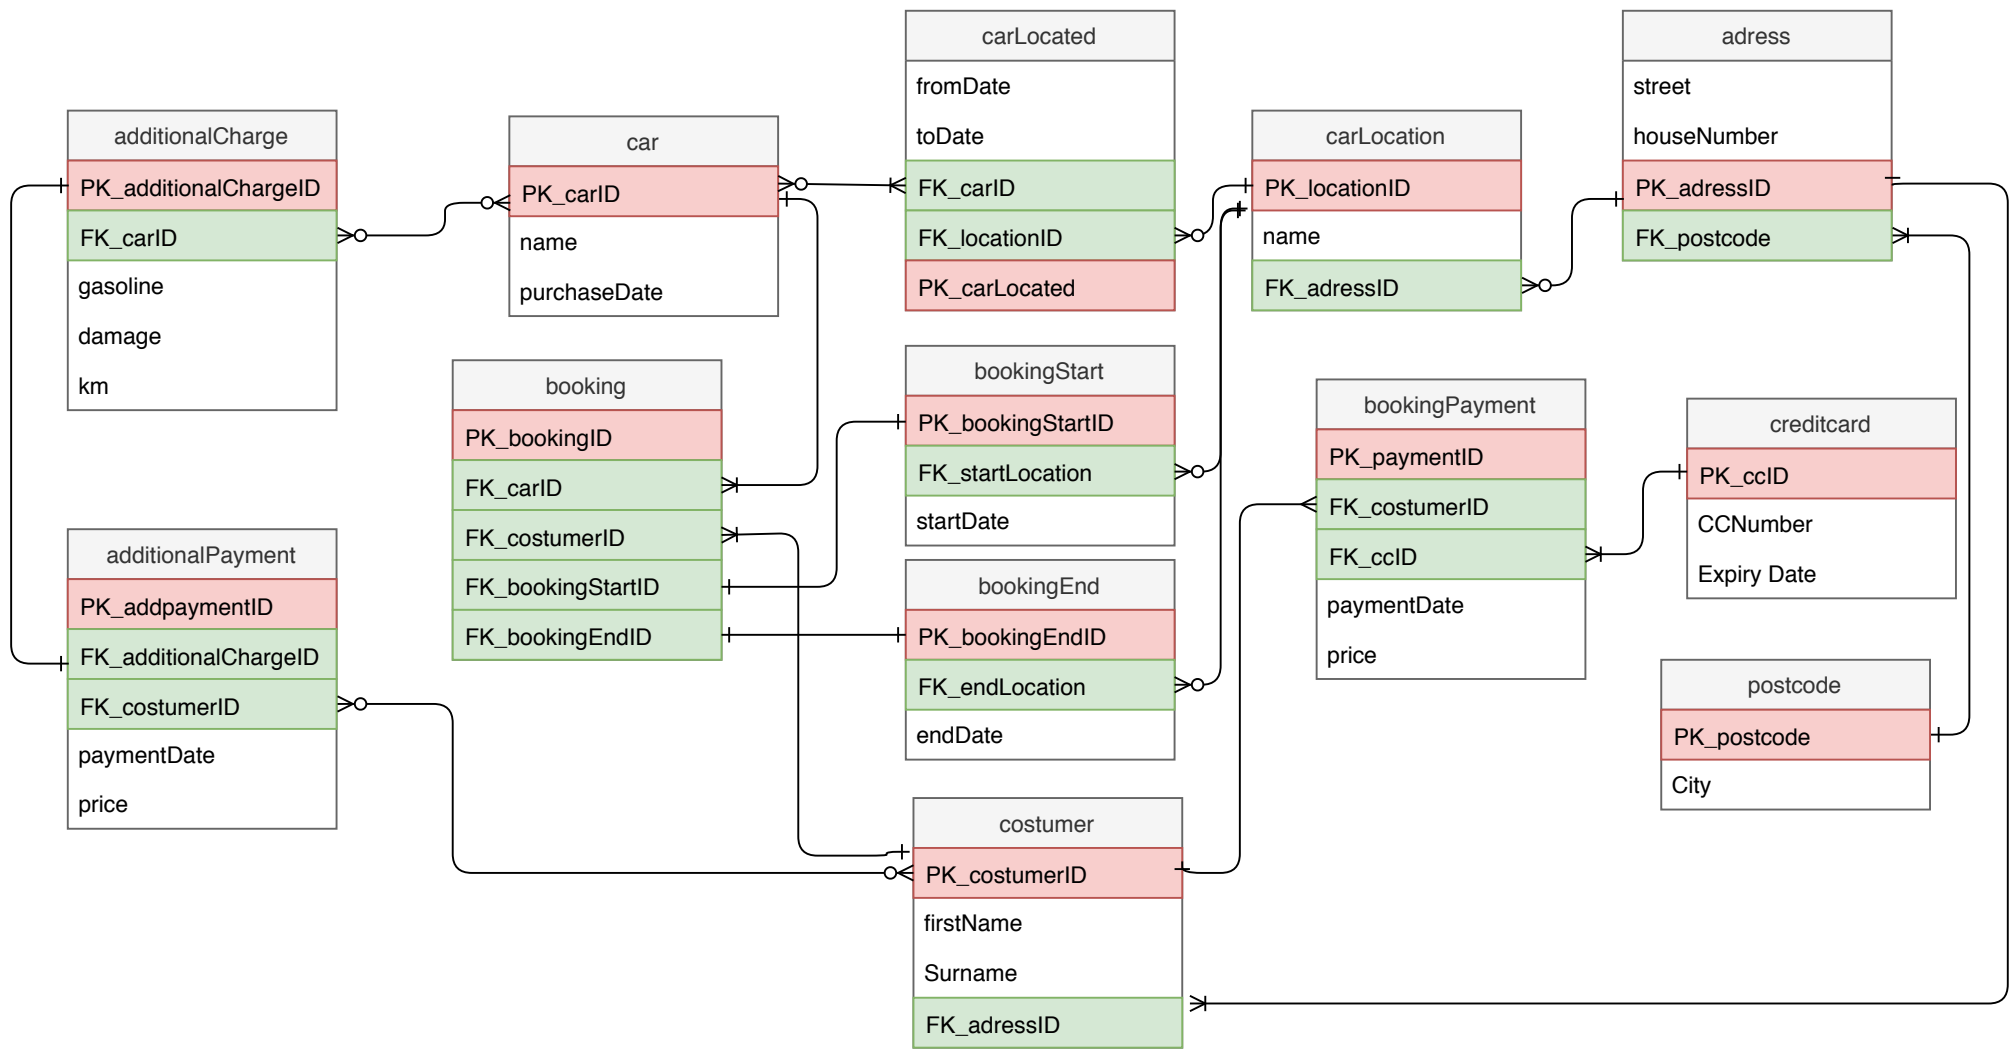 carLocated
fromDate
toDate
FK_carID
FK_locationID
PK_carLocated
adress
street
houseNumber
PK_adressID
FK_postcode
additionalCharge
PK_additionalChargeID
FK_carID
gasoline
damage
km
car
PK_carID
name
purchaseDate
carLocation
PK_locationID
name
FK_adressID
booking
PK_bookingID
FK_carID
FK_costumerID
FK_bookingStartID
FK_bookingEndID
bookingStart
PK_bookingStartID
FK_startLocation
startDate
bookingPayment
PK_paymentID
FK_costumerID
FK_ccID
paymentDate
price
creditcard
PK_ccID
CCNumber
Expiry Date
additionalPayment
PK_addpaymentID
FK_additionalChargeID
FK_costumerID
paymentDate
price
bookingEnd
PK_bookingEndID
FK_endLocation
endDate
postcode
PK_postcode
City
costumer
PK_costumerID
firstName
Surname
FK_adressID